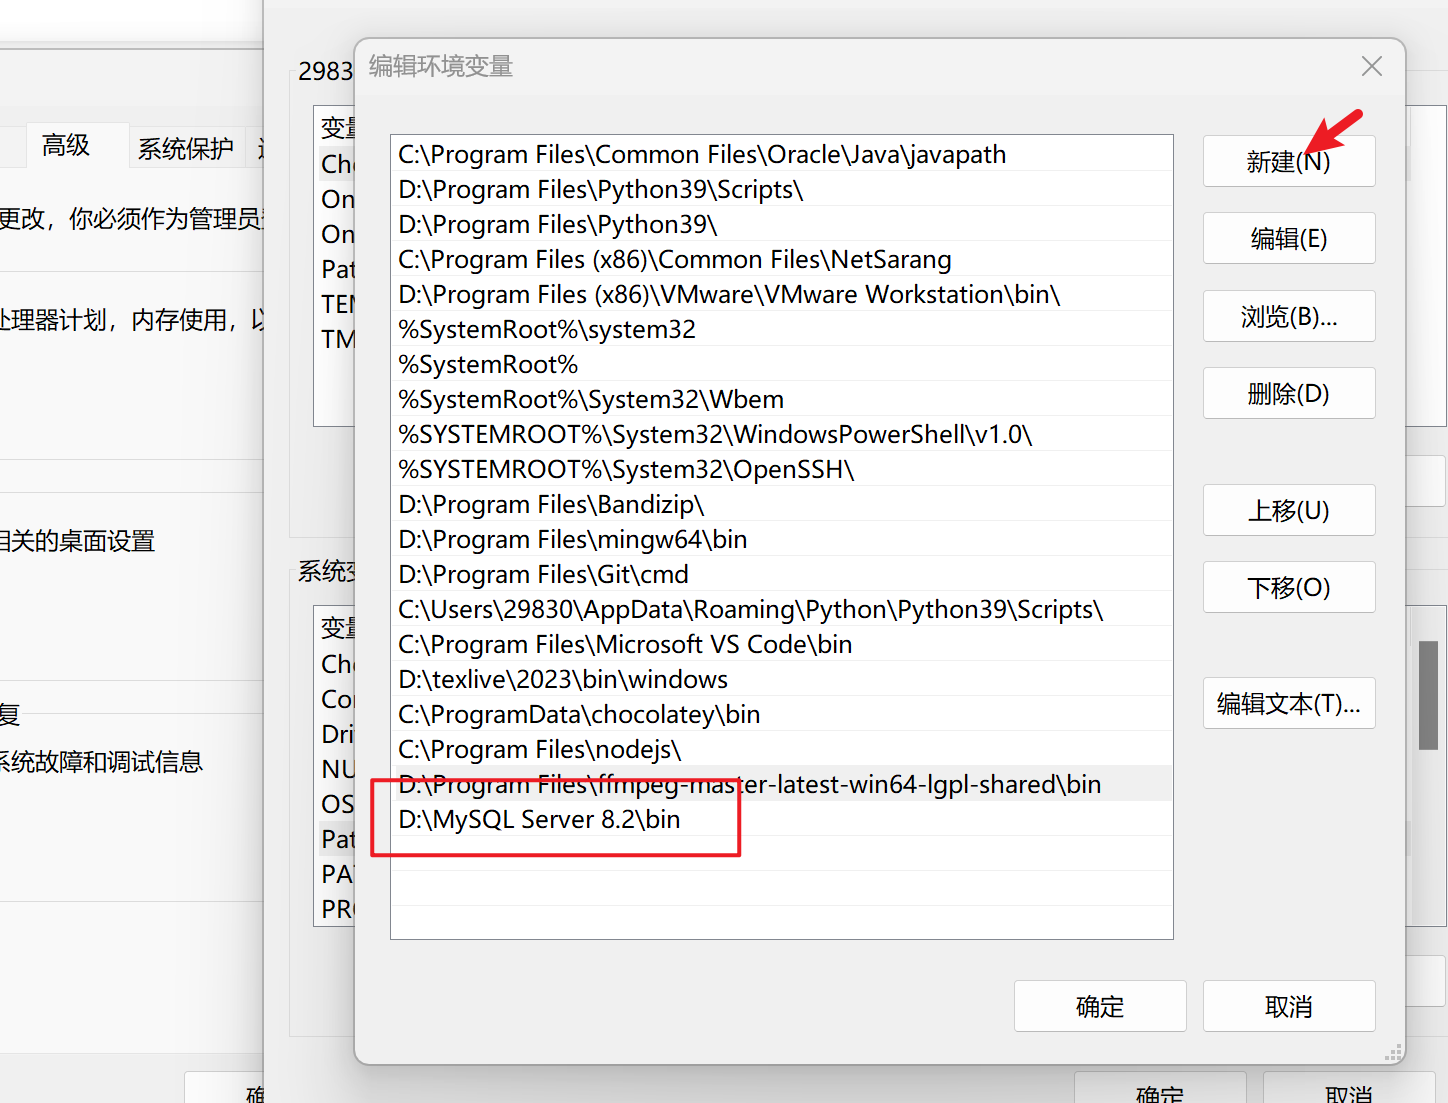 编辑环境变量
C:\Program Files\Common Files\Oracle\Java\javapath
D:\Program Files\Python39\Scripts\
D:\Program Files\Python39\
C:\Program Files (x86)\Common Files\NetSarang
D:\Program Files (x86)\VMware\VMware Workstation\bin\
%SystemRoot%\system32
%SystemRoot%
%SystemRoot%\System32\Wbem
%SYSTEMROOT%\System32\WindowsPowerShell\v1.0\
%SYSTEMROOT%\System32\OpenSSH\
D:\Program Files\Bandizip\
D:\Program Files\mingw64\bin
D:\Program Files\Git\cmd
C:\Users\29830\AppData\Roaming\Python\Python39\Scripts\
C:\Program Files\Microsoft VS Code\bin
D:\texlive\2023\bin\windows
C:\ProgramData\chocolatey\bin
C:\Program Files\nodejs\
D:\Program Files\ffmpeg-master-latest-win64-lgpl-shared\bin
D:\MySQL Server 8.2\bin
新建(N)
编辑(E)
浏览(B)...
删除(D)
上移(U)
下移(O)
编辑文本(T)...
确定
取消
高级
系统保护
更改，你必须作为管理员
处理器计划，内存使用，以
相关的桌面设置
复
系统故障和调试信息
确
2983
变量
Che
On
On
Pat
TEM
TM
系统变
变量
Che
Con
Dri
NU
OS
Pat
PA
PRO
确定
取消